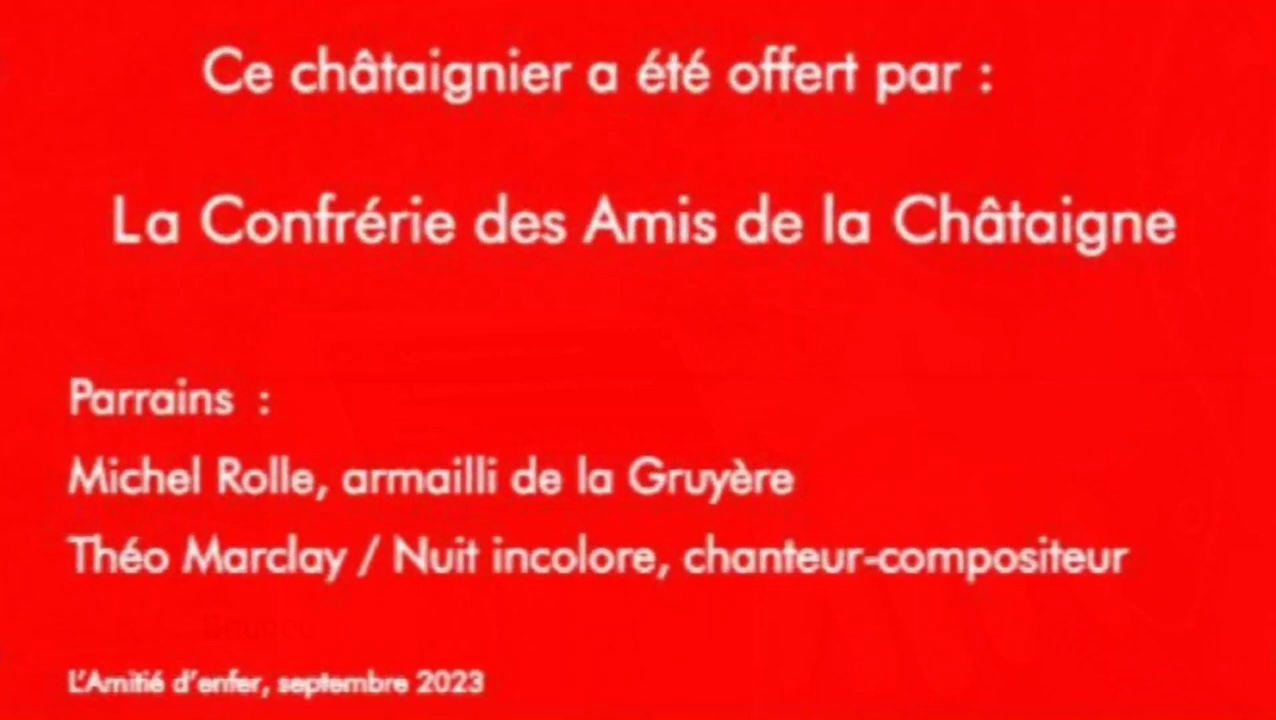 Ce châtaignier a été offert par :
La Confrérie des Amis de la Châtaigne
Parrains :
Michel Rolle, armailli de la Gruyère
Théo Marclay / Nuit incolore, chanteur-compositeur
L'Amitié d'enfer, septembre 2023